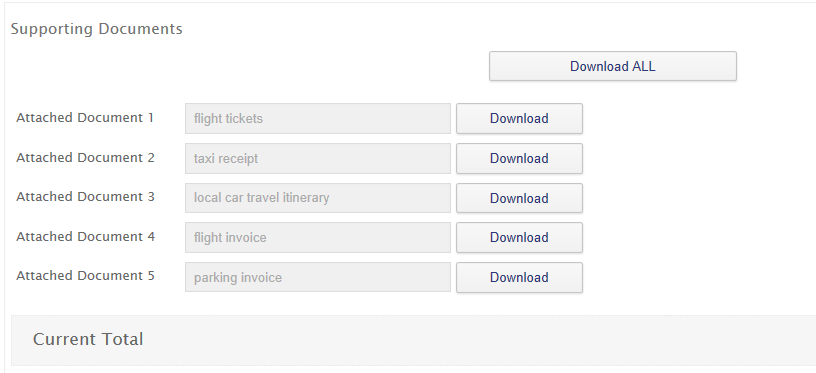 Supporting Documents
Download ALL
Attached Document 1 flight tickets Download
Attached Document 2 taxi receipt Download
Attached Document 3 local car travel itinerary Download
Attached Document 4 flight invoice Download
Attached Document 5 parking invoice Download
Current Total